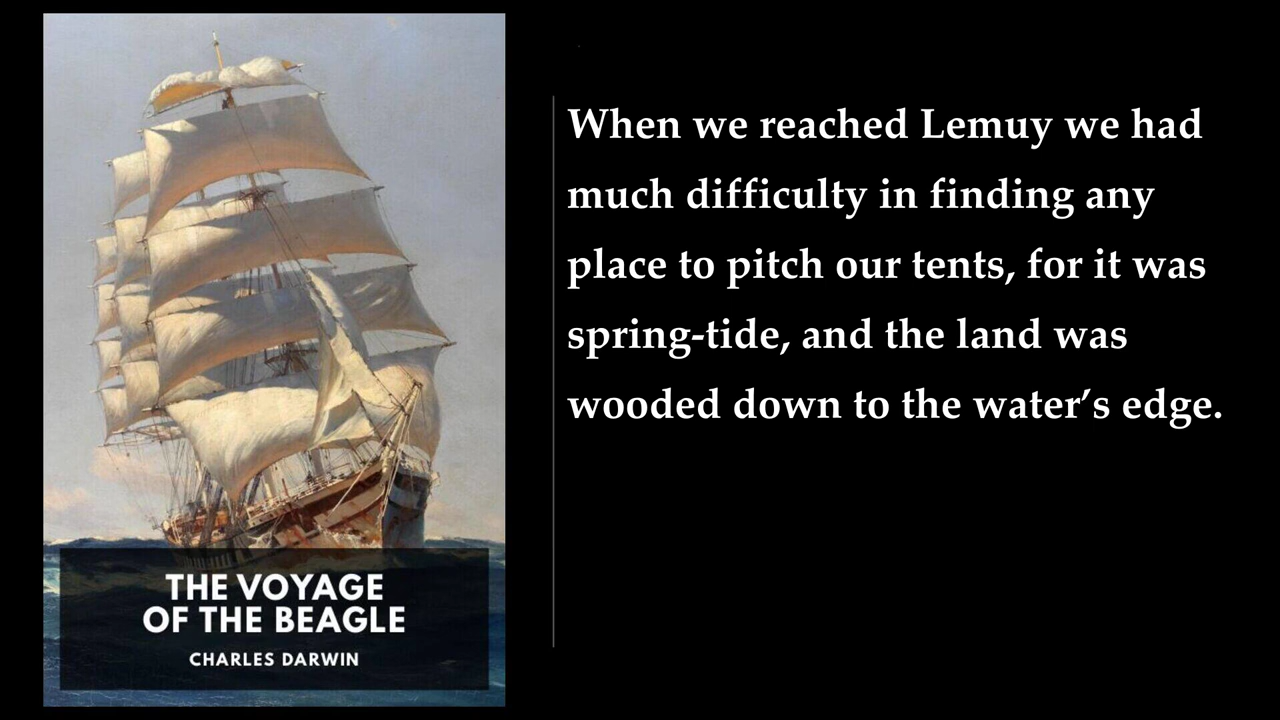 THE VOYAGE
OF THE BEAGLE
CHARLES DARWIN
When we reached Lemuy we had
much difficulty in finding any
place to pitch our tents, for it was
spring-tide, and the land was
wooded down to the water’s edge.